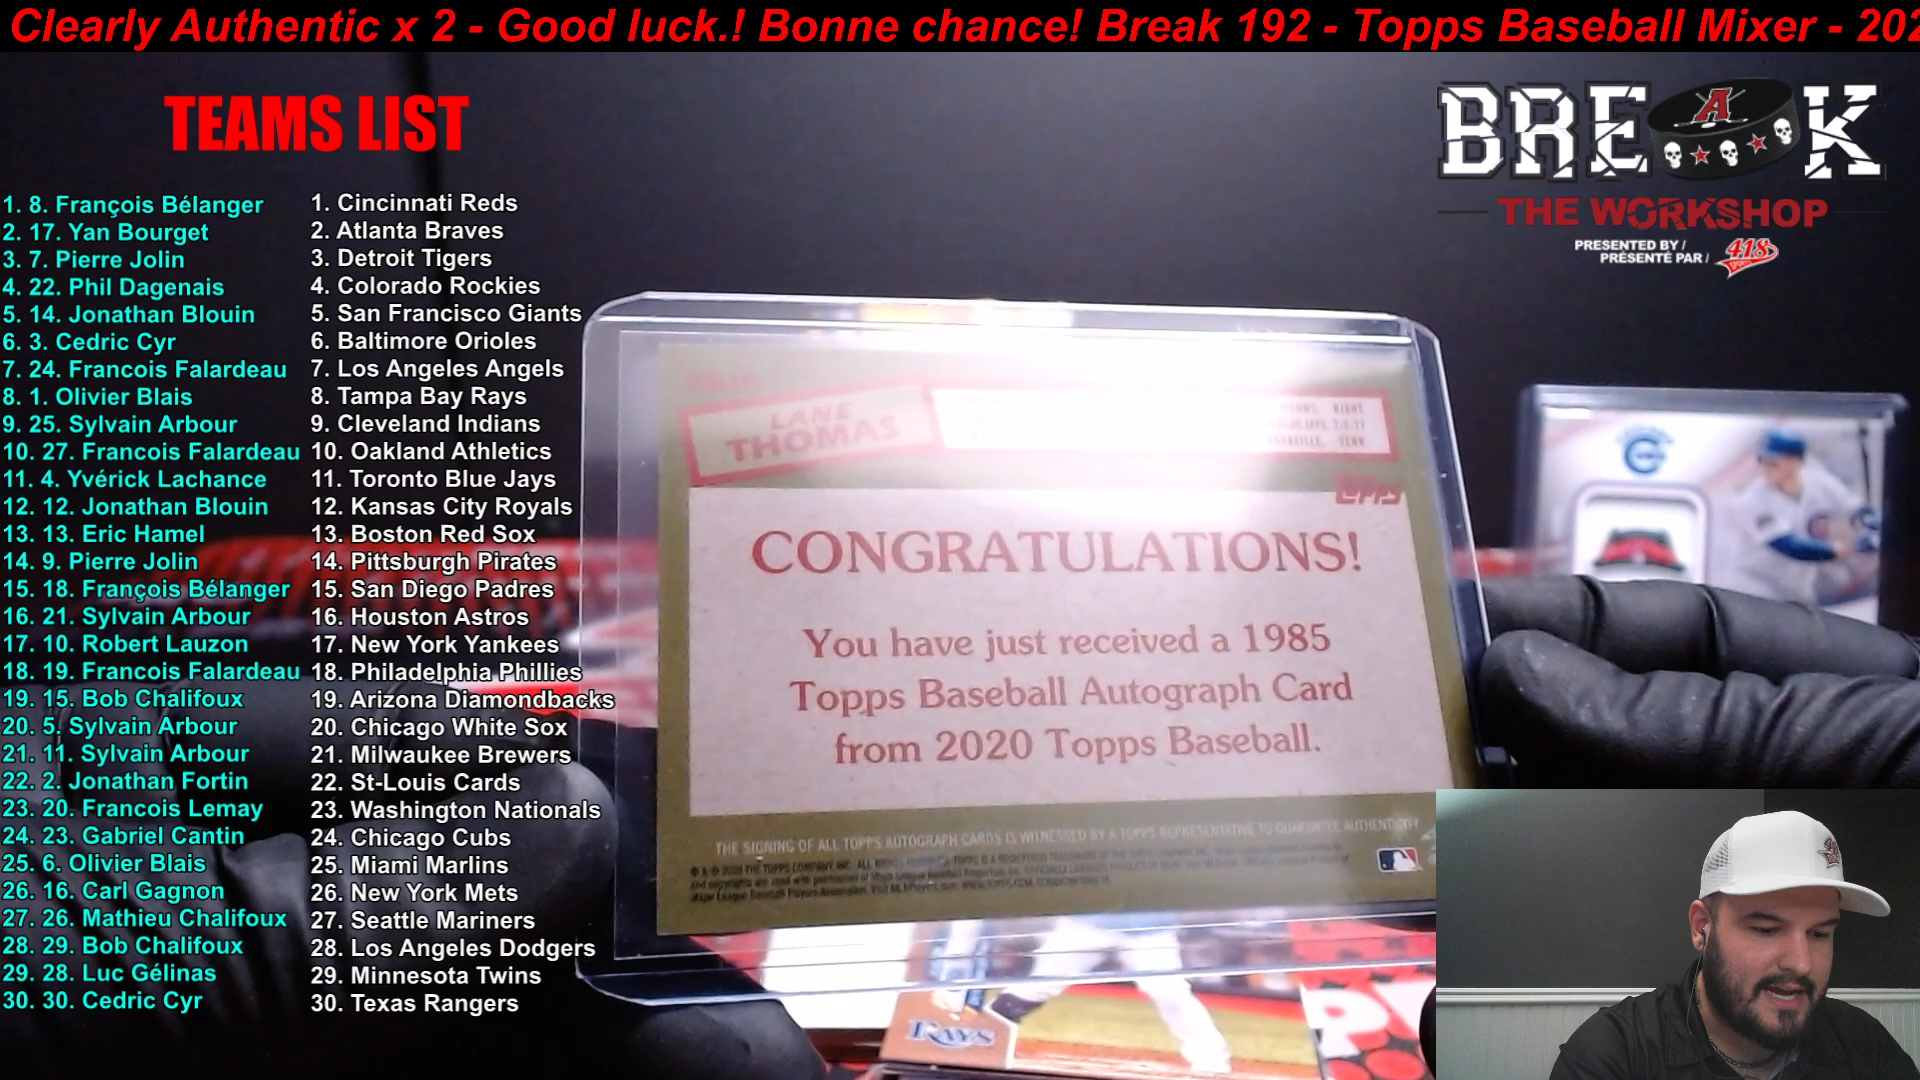 Clearly Authentic x 2 - Good luck.! Bonne chance! Break 192 - Topps Baseball Mixer - 202
TEAMS LIST
1. 8. François Bélanger 1. Cincinnati Reds
2. 17. Yan Bourget 2. Atlanta Braves
3. 7. Pierre Jolin 3. Detroit Tigers
4. 22. Phil Dagenais 4. Colorado Rockies
5. 14. Jonathan Blouin 5. San Francisco Giants
6. 3. Cedric Cyr 6. Baltimore Orioles
7. 24. Francois Falardeau 7. Los Angeles Angels
8. 1. Olivier Blais 8. Tampa Bay Rays
9. 25. Sylvain Arbour 9. Cleveland Indians
10. 27. Francois Falardeau 10. Oakland Athletics
11. 4. Yvérick Lachance 11. Toronto Blue Jays
12. 12. Jonathan Blouin 12. Kansas City Royals
13. 13. Eric Hamel 13. Boston Red Sox
14. 9. Pierre Jolin 14. Pittsburgh Pirates
15. 18. François Bélanger 15. San Diego Padres
16. 21. Sylvain Arbour 16. Houston Astros
17. 10. Robert Lauzon 17. New York Yankees
18. 19. Francois Falardeau 18. Philadelphia Phillies
19. 15. Bob Chalifoux 19. Arizona Diamondbacks
20. 5. Sylvain Arbour 20. Chicago White Sox
21. 11. Sylvain Arbour 21. Milwaukee Brewers
22. 2. Jonathan Fortin 22. St-Louis Cards
23. 20. Francois Lemay 23. Washington Nationals
24. 23. Gabriel Cantin 24. Chicago Cubs
25. 6. Olivier Blais 25. Miami Marlins
26. 16. Carl Gagnon 26. New York Mets
27. 26. Mathieu Chalifoux 27. Seattle Mariners
28. 29. Bob Chalifoux 28. Los Angeles Dodgers
29. 28. Luc Gélinas 29. Minnesota Twins
30. 30. Cedric Cyr 30. Texas Rangers
BREAK
THE WORKSHOP
PRESENTED BY /
PRÉSENTÉ PAR /
418
LANE
THOMAS
RIGHT
TENN
Topps
CONGRATULATIONS!
You have just received a 1985
Topps Baseball Autograph Card
from 2020 Topps Baseball.
THE SIGNING OF ALL TOPPS AUTOGRAPH CARDS IS WITNESSED BY A TOPPS REPRESENTATIVE TO GUARANTEE AUTHENTICITY
RAYS